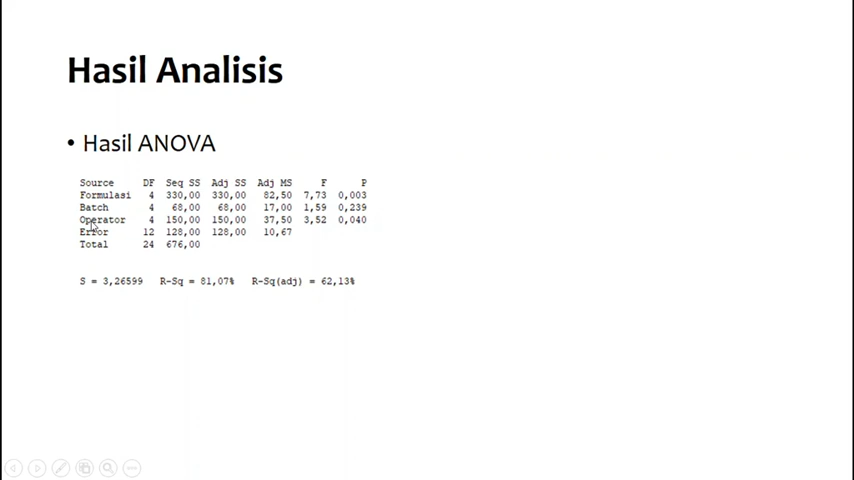 Hasil Analisis
• Hasil ANOVA
Source DF Seq SS Adj SS Adj MS F P
Formulasi 4 330,00 330,00 82,50 7,73 0,003
Batch 4 68,00 68,00 17,00 1,59 0,239
Operator 4 150,00 150,00 37,50 3,52 0,040
Error 12 128,00 128,00 10,67
Total 24 676,00
S = 3,26599 R-Sq = 81,07% R-Sq(adj) = 62,13%